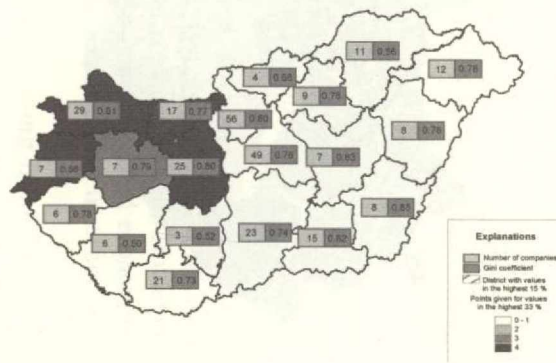 11 0.56
12 0.78
4 0.58
9 0.76
29 0.81
17 0.77
56 0.80
8 0.78
49 0.78
7 0.83
7
7 0.79
25 0.80
6 0.78
8 0.85
6 0.50
3 0.52
23 0.74
15 0.82
21 0.73
Explanations
Number of companies
Gini coefficient
District with values
in the highest 15 %
Points given for values
in the highest 33 %
0 - 1
2
3
4